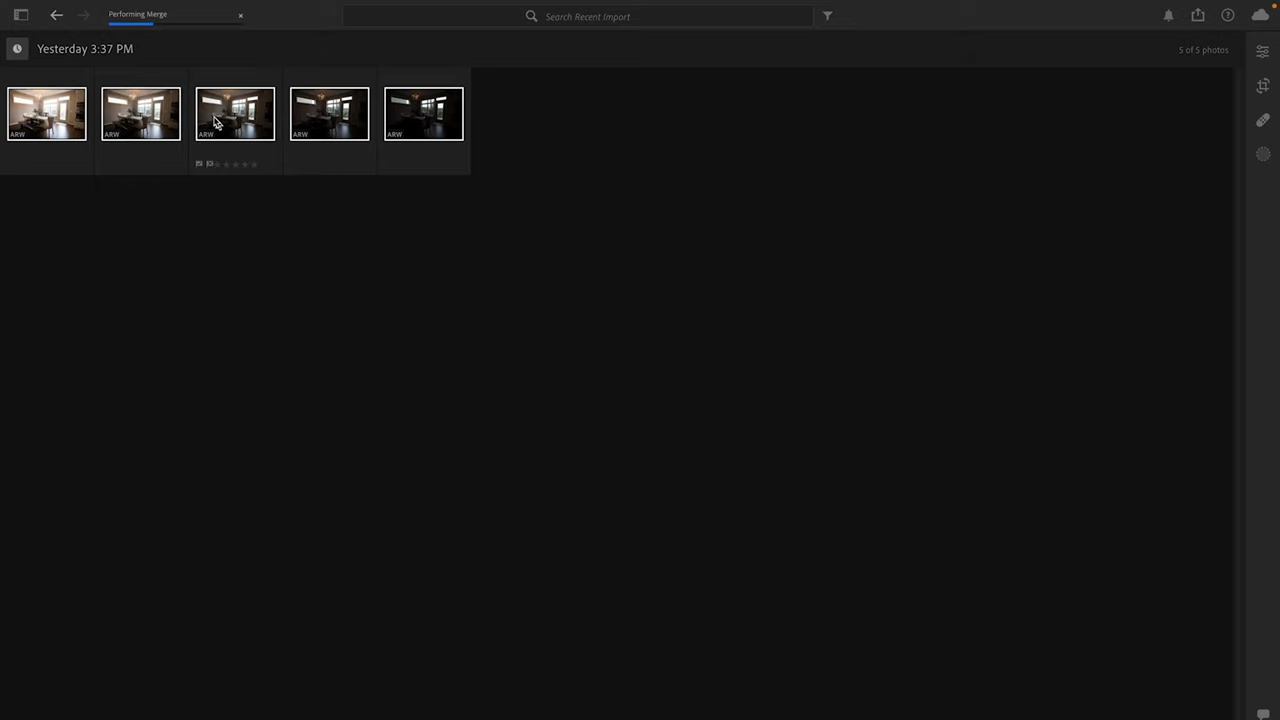 Performing Merge
Search Recent Import
Yesterday 3:37 PM
5 of 5 photos
ARW
ARW
ARW
ARW
ARW